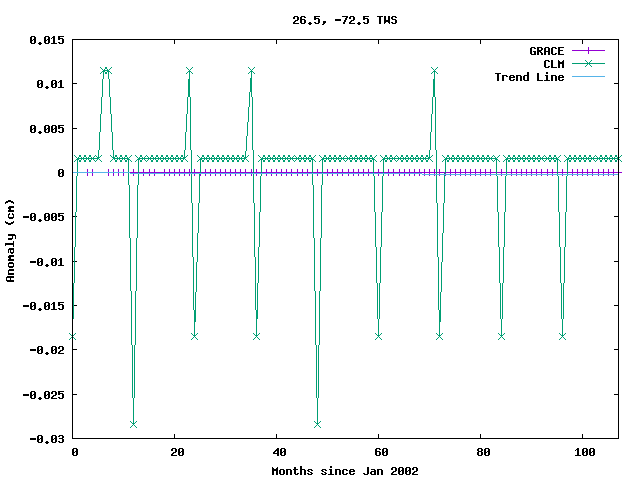 26.5, -72.5 TWS
GRACE
CLM
Trend Line
0.015
0.01
0.005
0
-0.005
-0.01
-0.015
-0.02
-0.025
-0.03
Anomaly (cm)
0 20 40 60 80 100
Months since Jan 2002